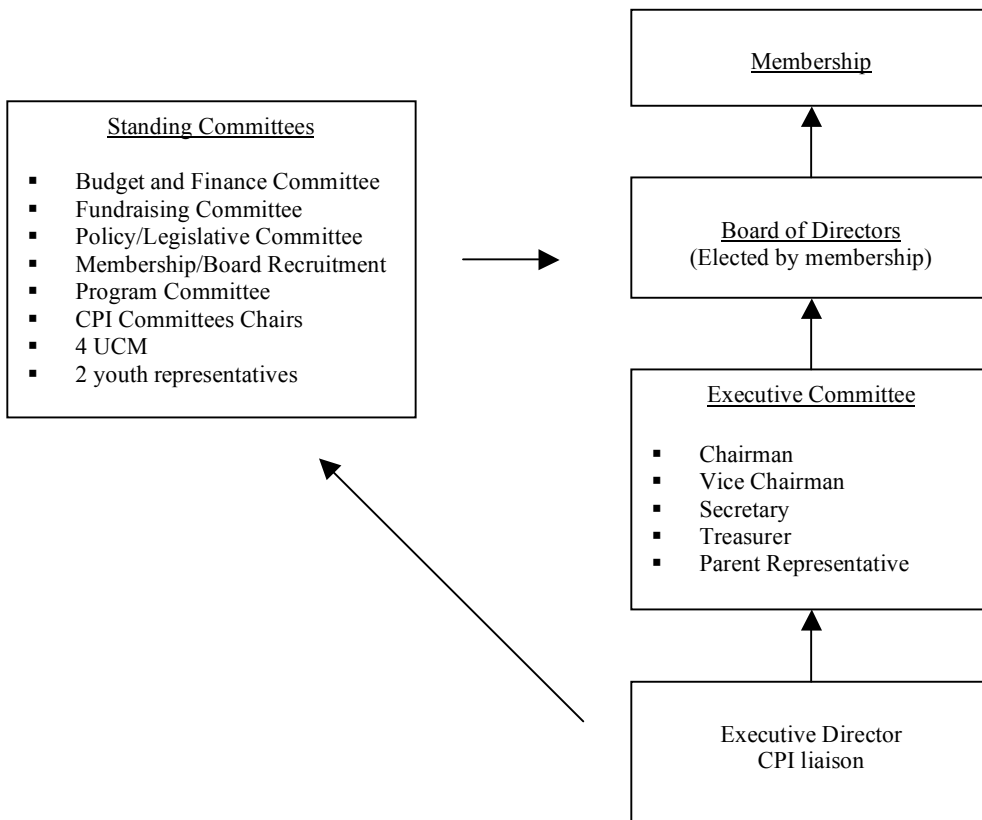 Membership
Standing Committees
▪ Budget and Finance Committee
▪ Fundraising Committee
▪ Policy/Legislative Committee
▪ Membership/Board Recruitment
▪ Program Committee
▪ CPI Committees Chairs
▪ 4 UCM
▪ 2 youth representatives
Board of Directors
(Elected by membership)
Executive Committee
▪ Chairman
▪ Vice Chairman
▪ Secretary
▪ Treasurer
▪ Parent Representative
Executive Director
CPI liaison